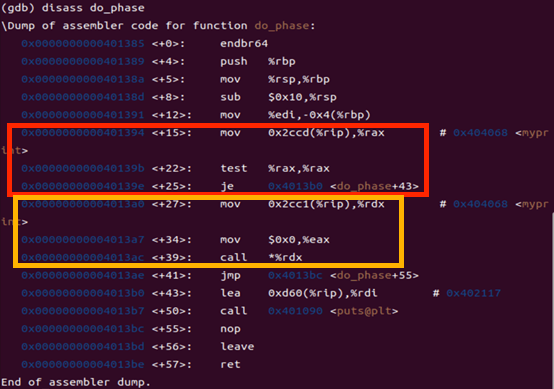 (gdb) disass do_phase
\Dump of assembler code for function do_phase:
0x0000000000401385 <+0>: endbr64
0x0000000000401389 <+4>: push %rbp
0x000000000040138a <+5>: mov %rsp,%rbp
0x000000000040138d <+8>: sub $0x10,%rsp
0x0000000000401391 <+12>: mov %edi,-0x4(%rbp)
0x0000000000401394 <+15>: mov 0x2ccd(%rip),%rax # 0x404068 <mypr
int>
0x000000000040139b <+22>: test %rax,%rax
0x000000000040139e <+25>: je 0x4013b0 <do_phase+43>
0x00000000004013a0 <+27>: mov 0x2cc1(%rip),%rdx # 0x404068 <mypr
int>
0x00000000004013a7 <+34>: mov $0x0,%eax
0x00000000004013ac <+39>: call *%rdx
0x00000000004013ae <+41>: jmp 0x4013bc <do_phase+55>
0x00000000004013b0 <+43>: lea 0xd60(%rip),%rdi # 0x402117
0x00000000004013b7 <+50>: call 0x401090 <puts@plt>
0x00000000004013bc <+55>: nop
0x00000000004013bd <+56>: leave
0x00000000004013be <+57>: ret
End of assembler dump.